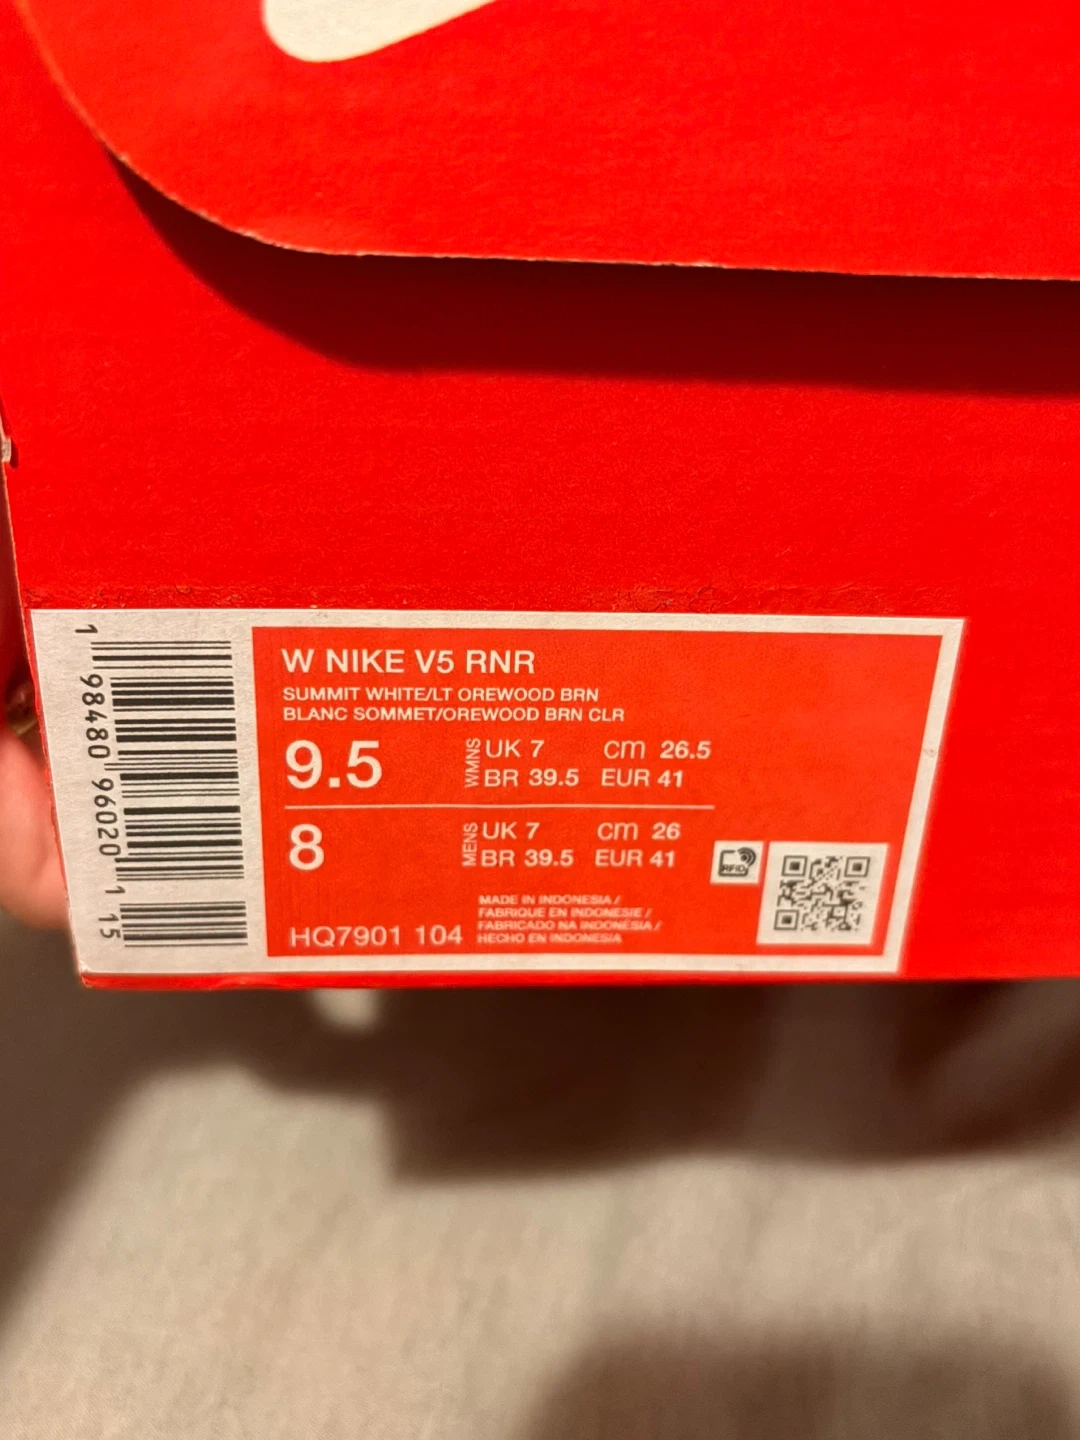 W NIKE V5 RNR
SUMMIT WHITE/LT OREWOOD BRN
BLANC SOMMET/OREWOOD BRN CLR
9.5 WMNS UK 7 cm 26.5
BR 39.5 EUR 41
8 MENS UK 7 cm 26
BR 39.5 EUR 41
RFID
MADE IN INDONESIA /
FABRIQUE EN INDONESIE /
FABRICADO NA INDONESIA /
HECHO EN INDONESIA
HQ7901 104
1 98480 96020 1 15